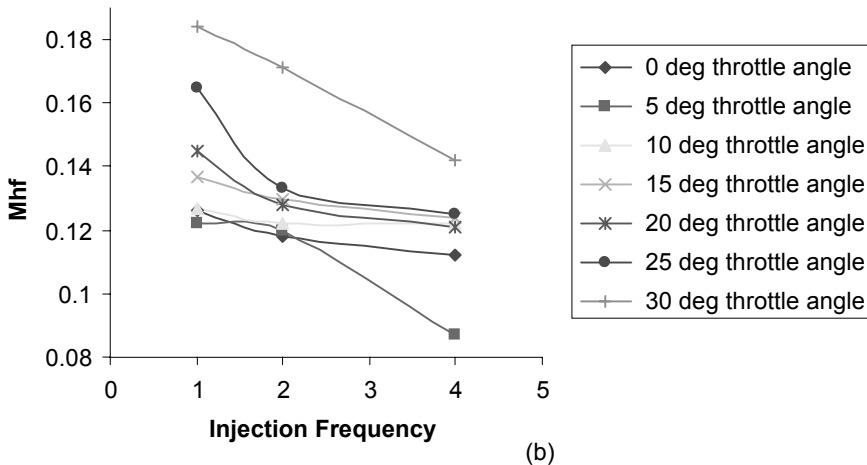 0.18
0.16
0.14
0.12
0.1
0.08
Mhf
0 1 2 3 4 5
Injection Frequency
(b)
0 deg throttle angle
5 deg throttle angle
10 deg throttle angle
15 deg throttle angle
20 deg throttle angle
25 deg throttle angle
30 deg throttle angle